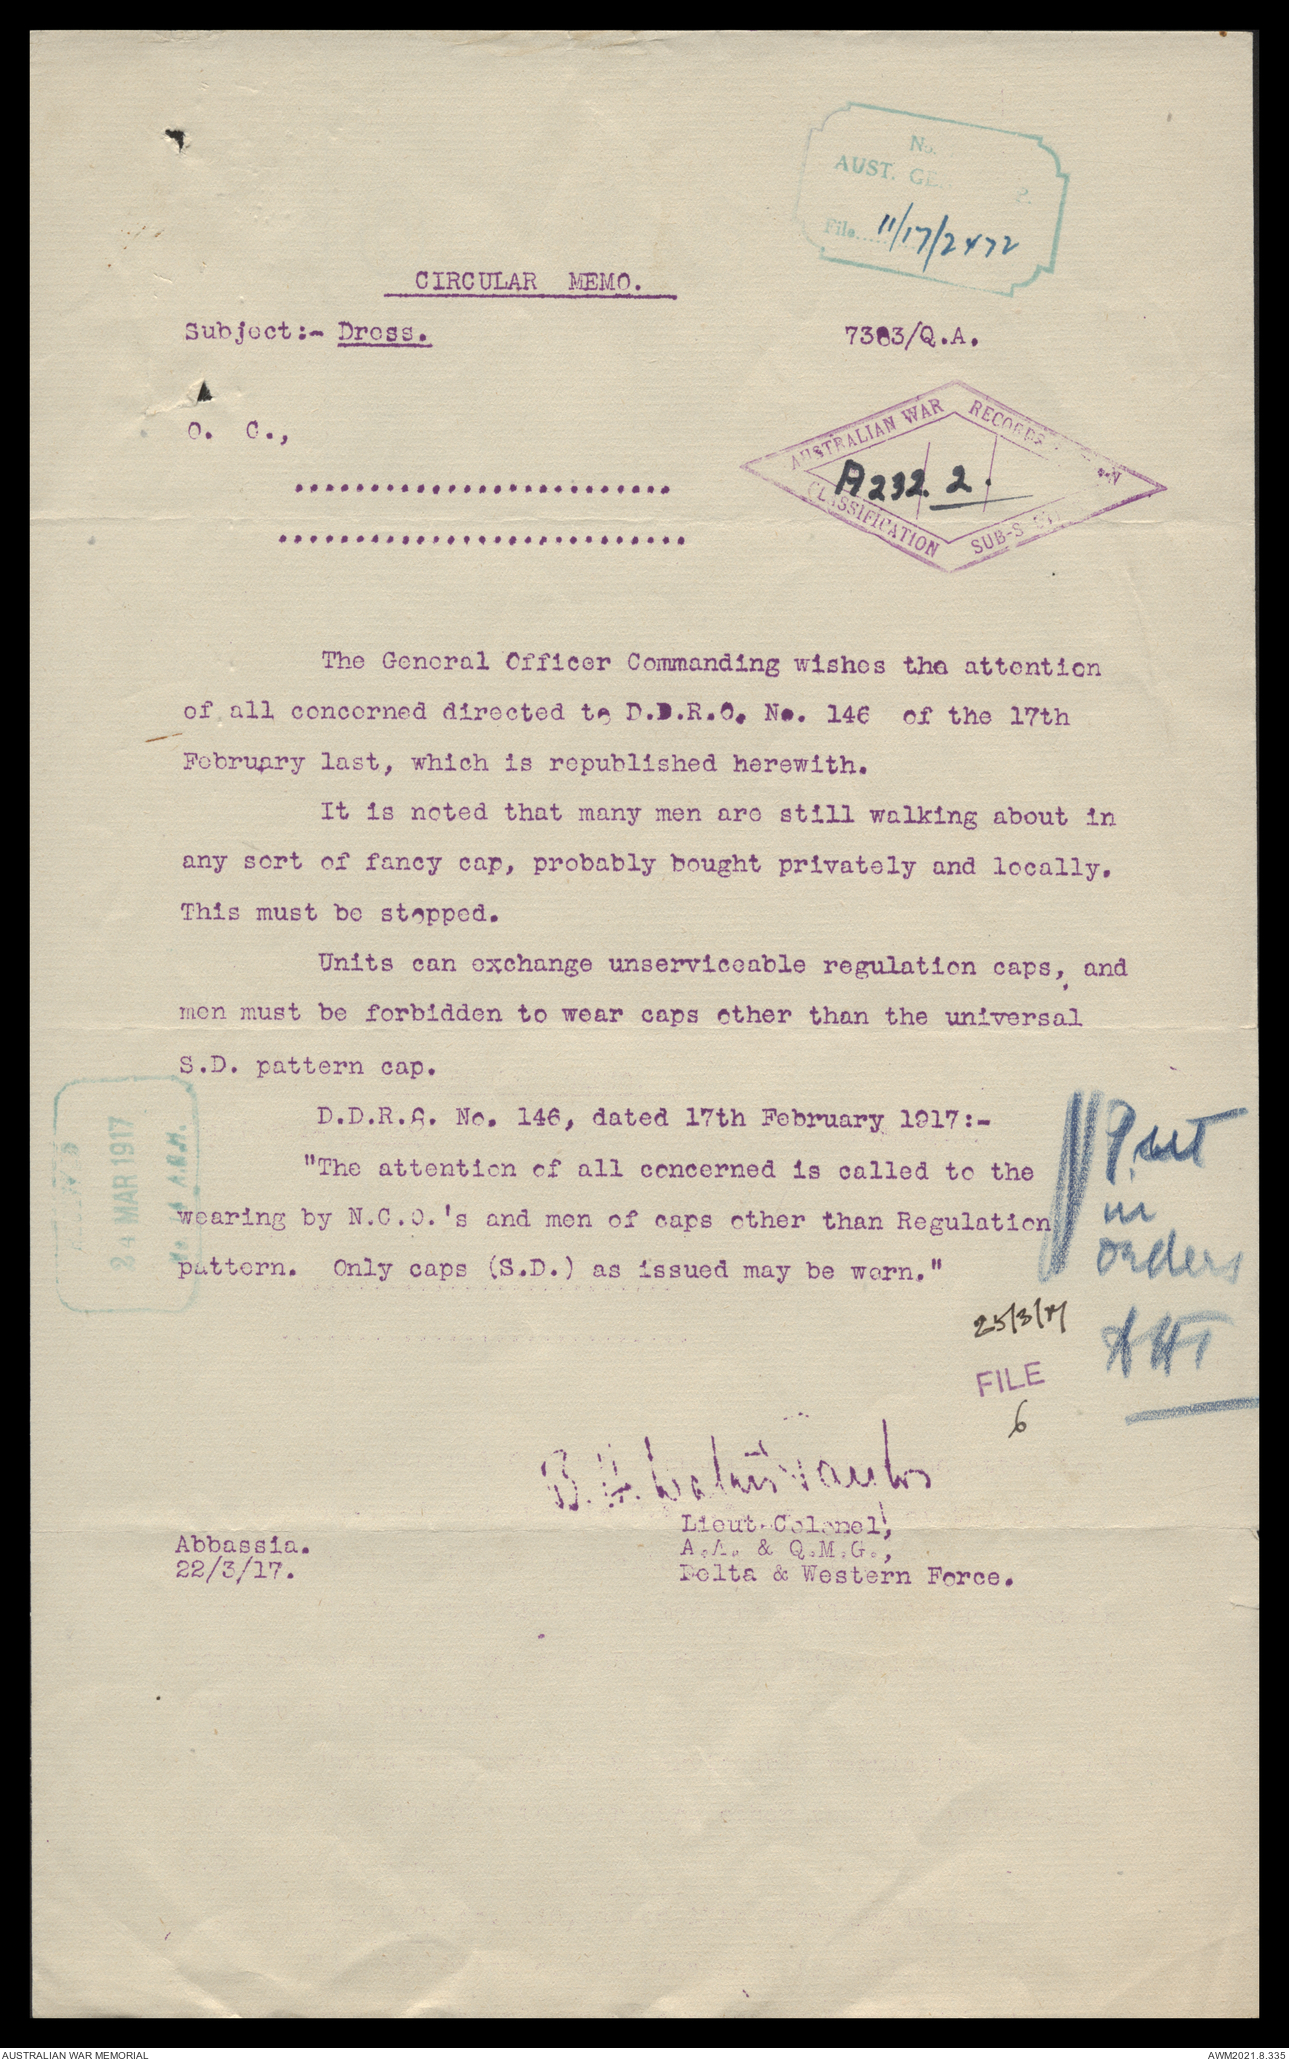 No.
AUST. GE
2.
File 11/17/2472
CIRCULAR MEMO.
Subject:- Dress.
7383/Q.A.
O. C.,
AUSTRALIAN WAR RECORDS
A232. 2.
CLASSIFICATION SUB-S
..........................
...........................
The General Officer Commanding wishes the attention
of all concerned directed to D.D.R.O. No. 146 of the 17th
February last, which is republished herewith.
It is noted that many men are still walking about in
any sort of fancy cap, probably bought privately and locally.
This must be stopped.
Units can exchange unserviceable regulation caps, and
men must be forbidden to wear caps other than the universal
S.D. pattern cap.
D.D.R.O. No. 146, dated 17th February 1917:-
"The attention of all concerned is called to the
wearing by N.C.O.'s and men of caps other than Regulation
pattern. Only caps (S.D.) as issued may be worn."
24 MAR 1917
Put
in
orders
25/3/17
FILE
6
Lieut-Colonel,
A.A. & Q.M.G.,
Delta & Western Force.
Abbassia.
22/3/17.
AUSTRALIAN WAR MEMORIAL
AWM2021.8.335